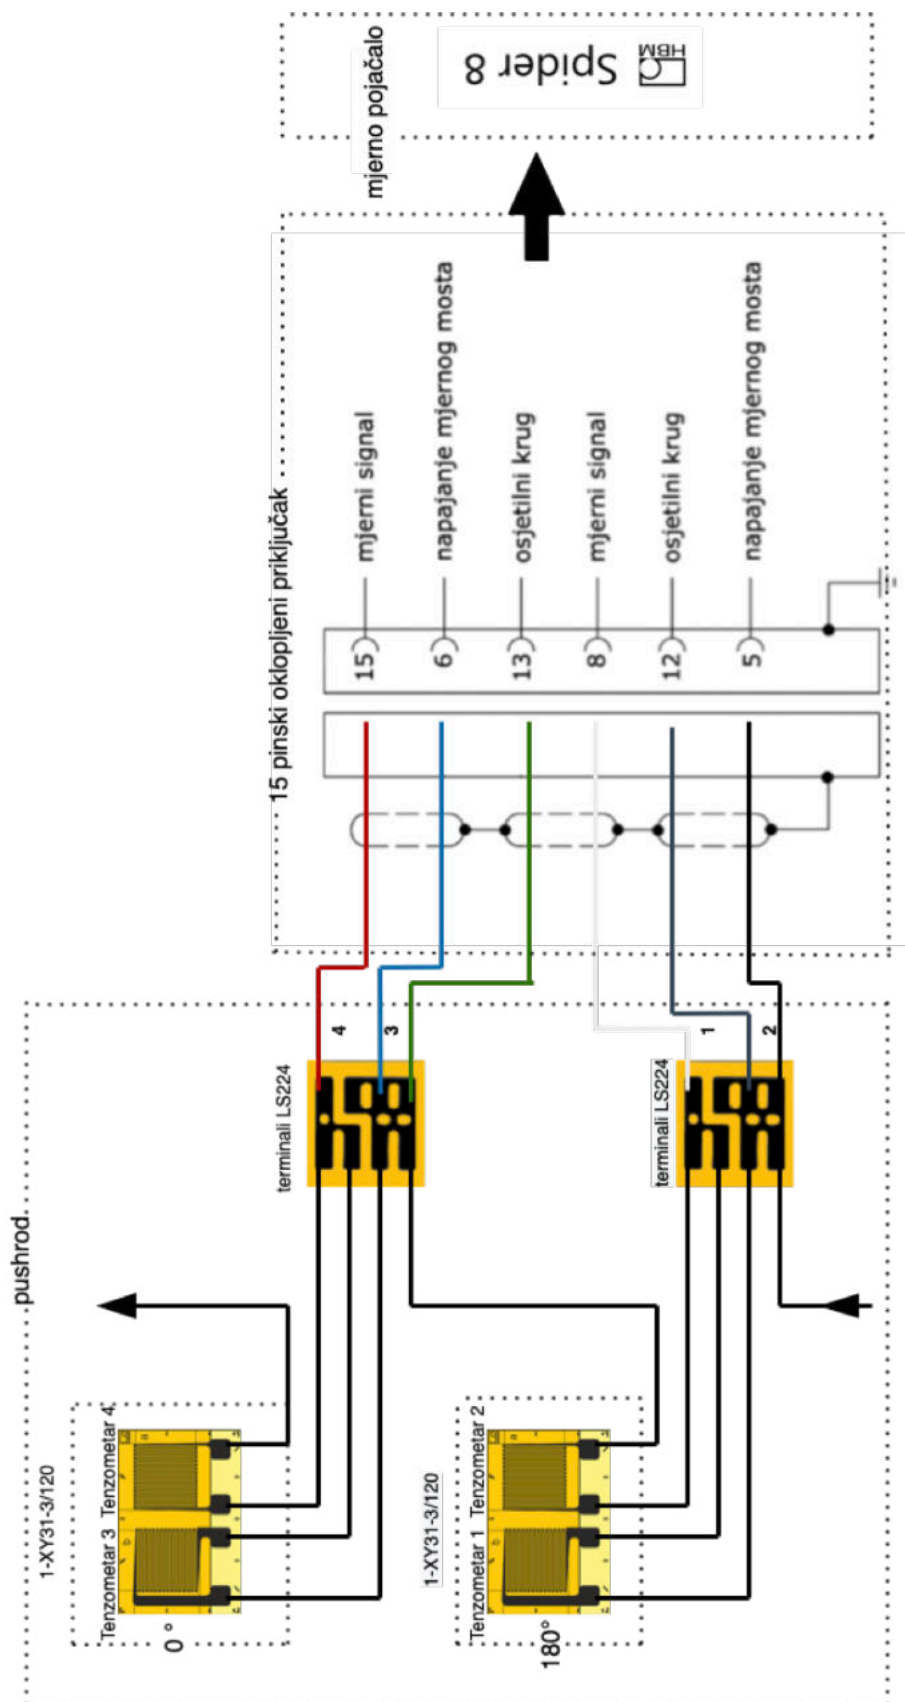 mjerno pojačalo
Spider 8
HBM
15 pinski oklopljeni priključak
mjerni signal
napajanje mjernog mosta
osjetilni krug
mjerni signal
osjetilni krug
napajanje mjernog mosta
15
6
13
8
12
5
4
3
1
2
terminali LS224
terminali LS224
pushrod
1-XY31-3/120
Tenzometar 3
Tenzometar 4
0 °
1-XY31-3/120
Tenzometar 1
Tenzometar 2
180°